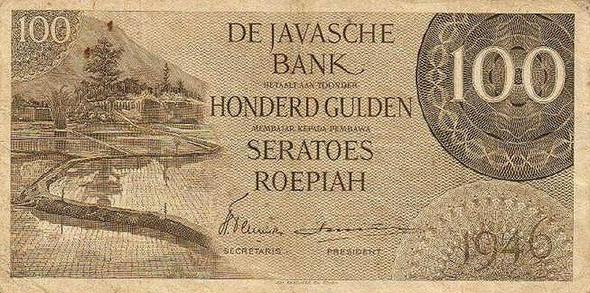 100
DE JAVASCHE
BANK
BETAALT AAN TOONDER
100
HONDERD GULDEN
MEMBAJAR KEPADA PEMBAWA
SERATOES
ROEPIAH
SECRETARIS
PRESIDENT
1946